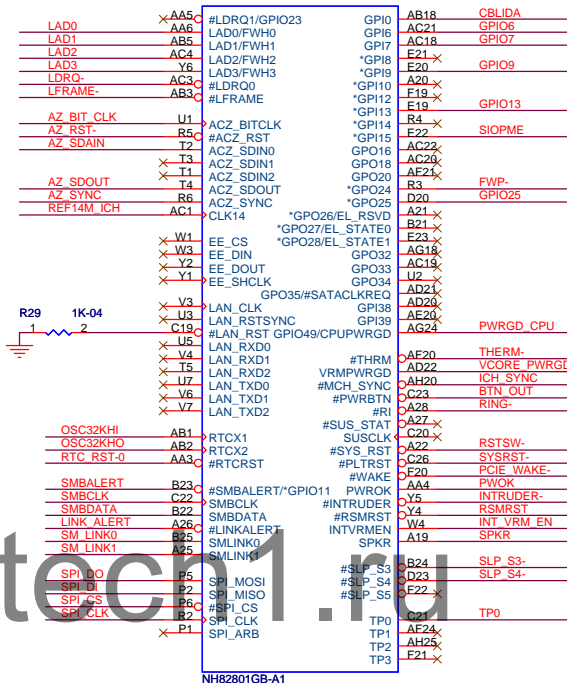 AA5 #LDRQ1/GPIO23 GPI0 AB18 CBLIDA
LAD0 AA6 LAD0/FWH0 GPI6 AC21 GPIO6
LAD1 AB5 LAD1/FWH1 GPI7 AC18 GPIO7
LAD2 AC4 LAD2/FWH2 *GPI8 E21
LAD3 Y6 LAD3/FWH3 *GPI9 E20 GPIO9
LDRQ- AC3 #LDRQ0 *GPI10 A20
LFRAME- AB3 #LFRAME *GPI12 F19
*GPI13 E19 GPIO13
AZ_BIT_CLK U1 ACZ_BITCLK *GPI14 R4
AZ_RST- R5 #ACZ_RST *GPI15 E22 SIOPME
AZ_SDAIN T2 ACZ_SDIN0 GPO16 AC22
T3 ACZ_SDIN1 GPO18 AC20
T1 ACZ_SDIN2 GPO20 AF21
AZ_SDOUT T4 ACZ_SDOUT *GPO24 R3 FWP-
AZ_SYNC R6 ACZ_SYNC *GPO25 D20 GPIO25
REF14M_ICH AC1 CLK14 *GPO26/EL_RSVD A21
*GPO27/EL_STATE0 B21
W1 EE_CS *GPO28/EL_STATE1 E23
W3 EE_DIN GPO32 AG18
Y2 EE_DOUT GPO33 AC19
Y1 EE_SHCLK GPO34 U2
GPO35/#SATACLKREQ AD21
V3 LAN_CLK GPI38 AD20
U3 LAN_RSTSYNC GPI39 AE20
R29 1K-04
1 2 C19 #LAN_RST GPIO49/CPUPWRGD AG24 PWRGD_CPU
U5 LAN_RXD0
V4 LAN_RXD1 #THRM AF20 THERM-
T5 LAN_RXD2 VRMPWRGD AD22 VCORE_PWRGD
U7 LAN_TXD0 #MCH_SYNC AH20 ICH_SYNC
V6 LAN_TXD1 #PWRBTN C23 BTN_OUT
V7 LAN_TXD2 #RI A28 RING-
#SUS_STAT A27
OSC32KHI AB1 RTCX1 SUSCLK C20
OSC32KHO AB2 RTCX2 #SYS_RST A22 RSTSW-
RTC_RST-0 AA3 #RTCRST #PLTRST C26 SYSRST-
#WAKE F20 PCIE_WAKE-
SMBALERT B23 #SMBALERT/*GPIO11 PWROK AA4 PWOK
SMBCLK C22 SMBCLK #INTRUDER Y5 INTRUDER-
SMBDATA B22 SMBDATA #RSMRST Y4 RSMRST
LINK_ALERT A26 #LINKALERT INTVRMEN W4 INT_VRM_EN
SM_LINK0 B25 SMLINK0 SPKR A19 SPKR
SM_LINK1 A25 SMLINK1
#SLP_S3 B24 SLP_S3-
SPI_DO P5 SPI_MOSI #SLP_S4 D23 SLP_S4-
SPI_DI P2 SPI_MISO #SLP_S5 F22
SPI_CS P6 #SPI_CS
SPI_CLK R2 SPI_CLK TP0 C21 TP0
P1 SPI_ARB TP1 AF24
TP2 AH25
TP3 F21
NH82801GB-A1
tecn1.ru